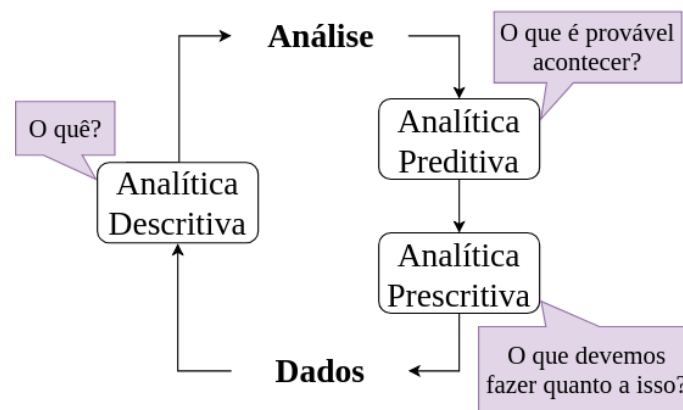 Análise
O que é provável
acontecer?
O quê?
Analítica
Preditiva
Analítica
Descritiva
Analítica
Prescritiva
Dados
O que devemos
fazer quanto a isso?